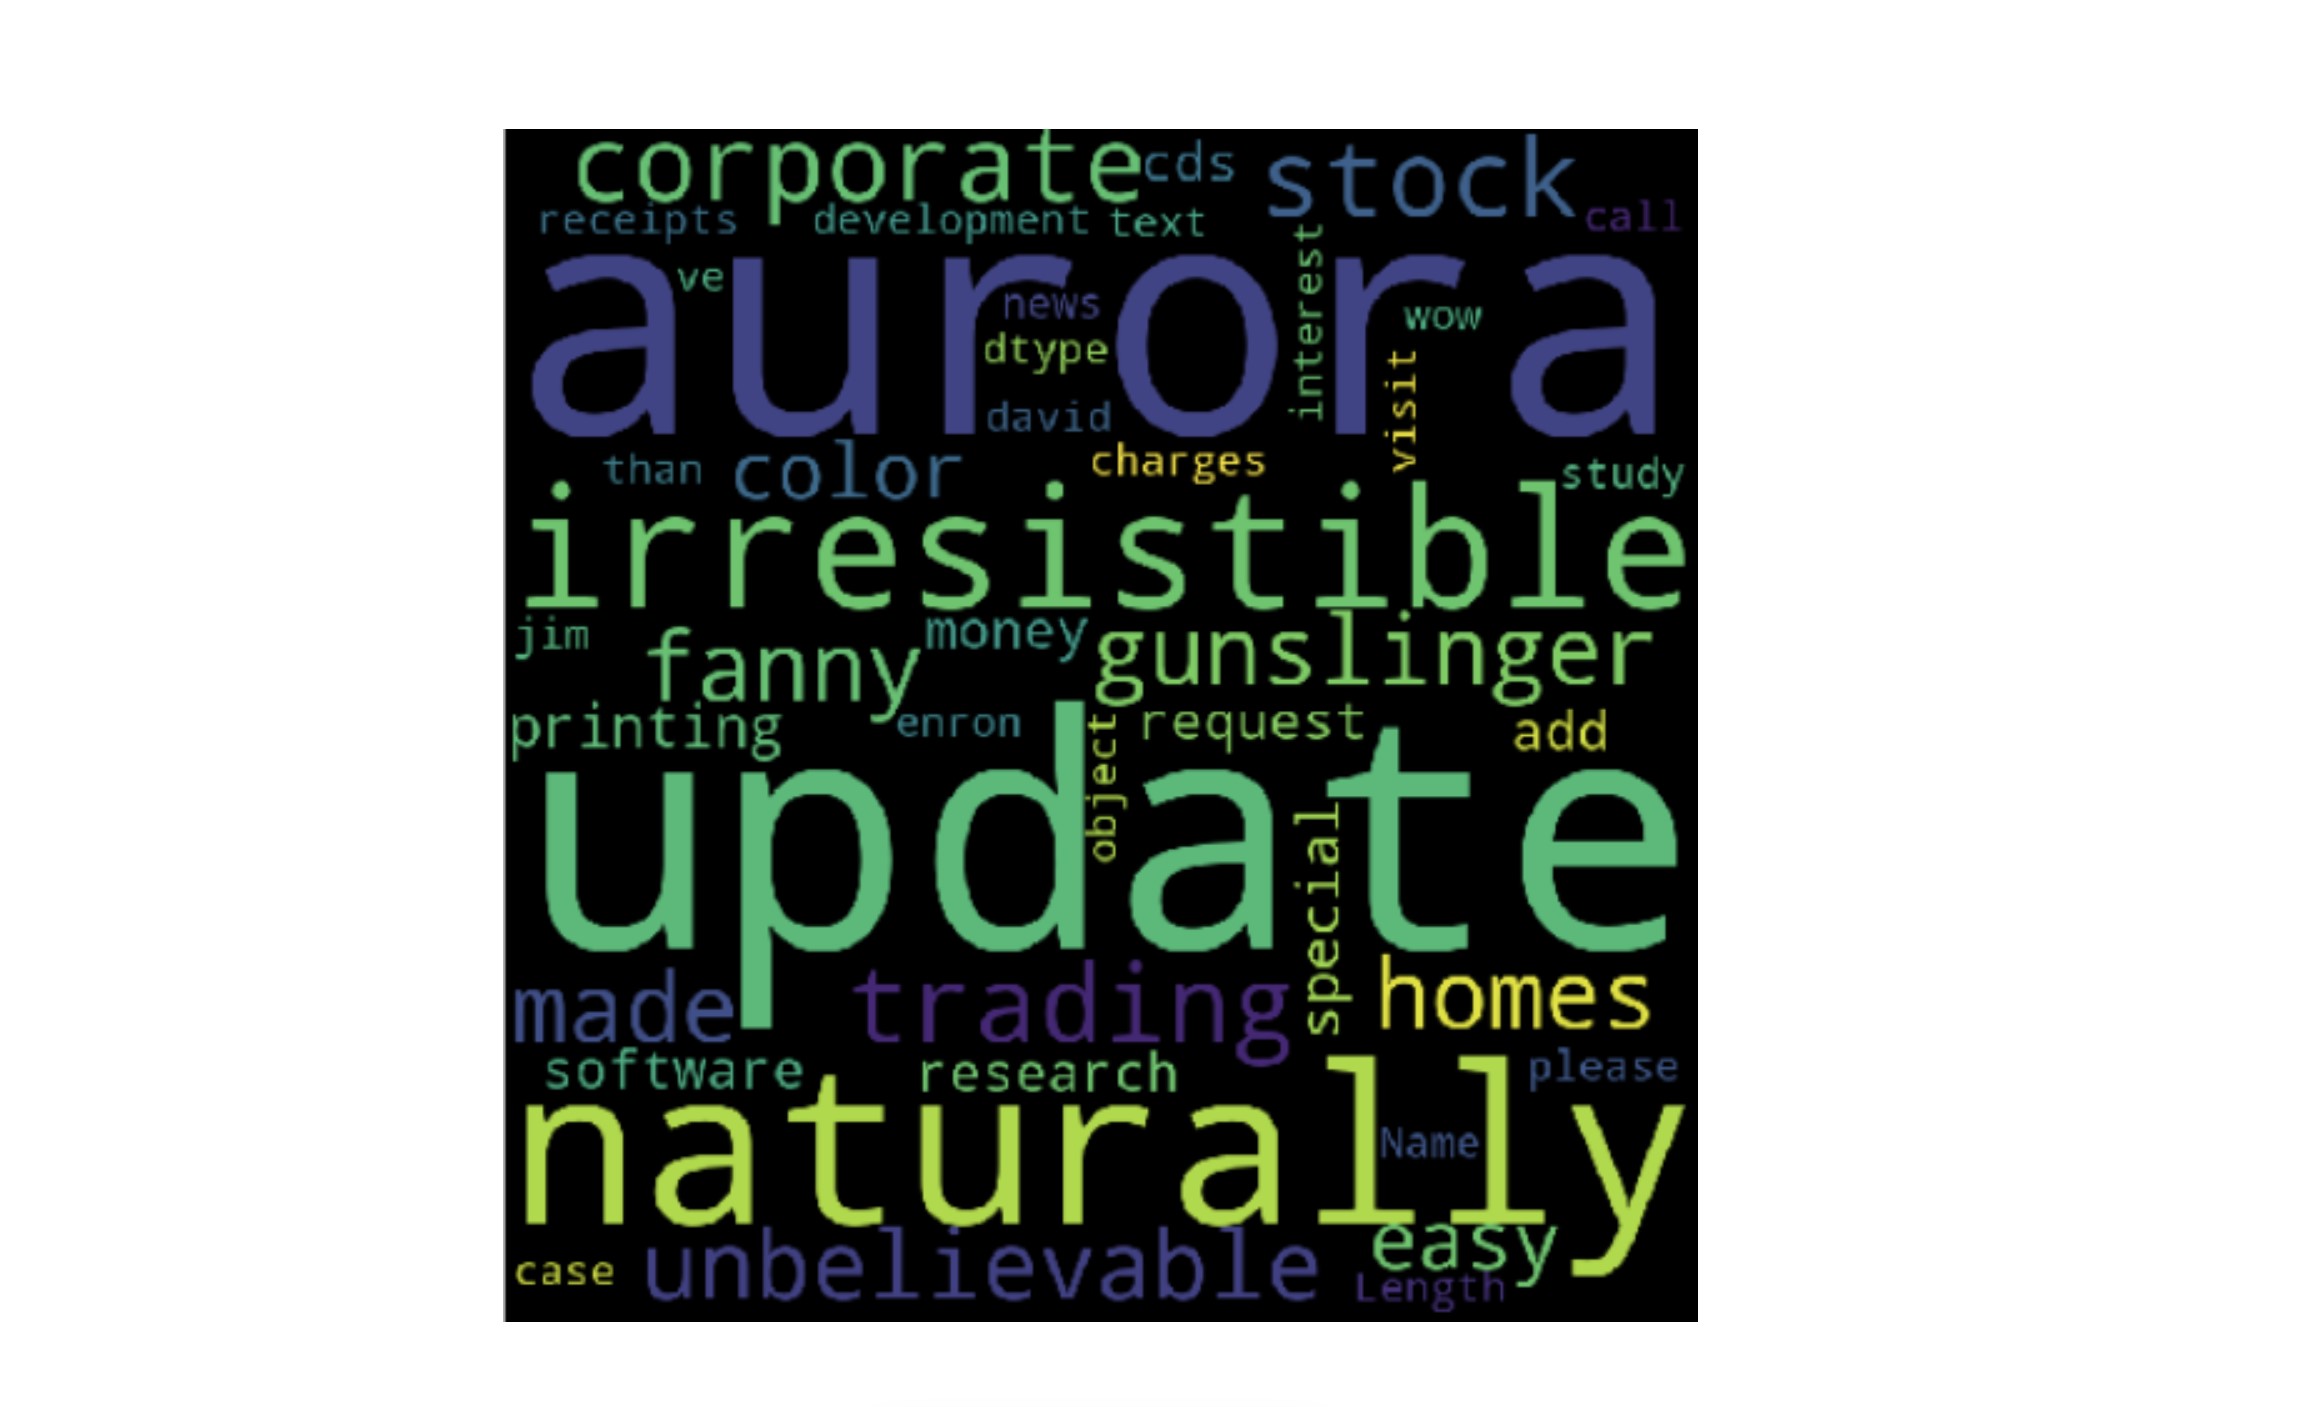 corporate cds stock
receipts development text call
aurora
ve
news
interest
wow
dtype
visit
david
than color charges study
irresistible
jim fanny money gunslinger
printing enron object request add
update
special
made trading homes
software research please
naturally
Name
case unbelievable easy
Length